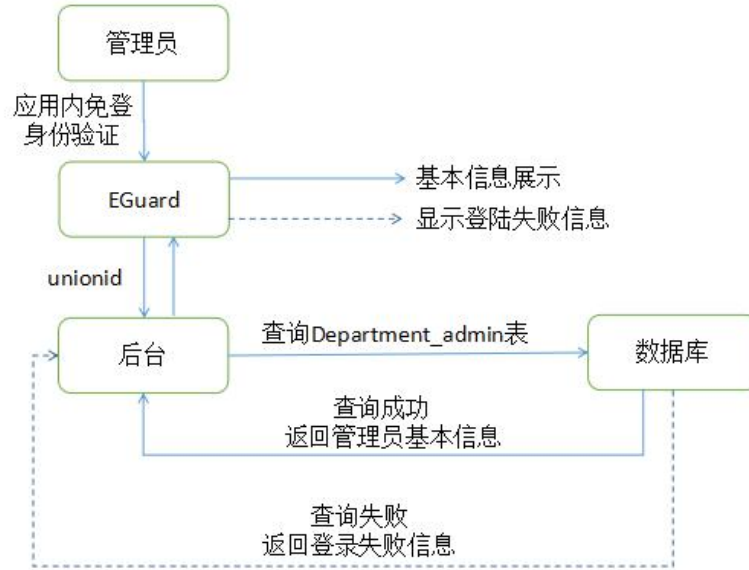 管理员
应用内免登
身份验证
EGuard
基本信息展示
显示登陆失败信息
unionid
后台
查询Department_admin表
数据库
查询成功
返回管理员基本信息
查询失败
返回登录失败信息